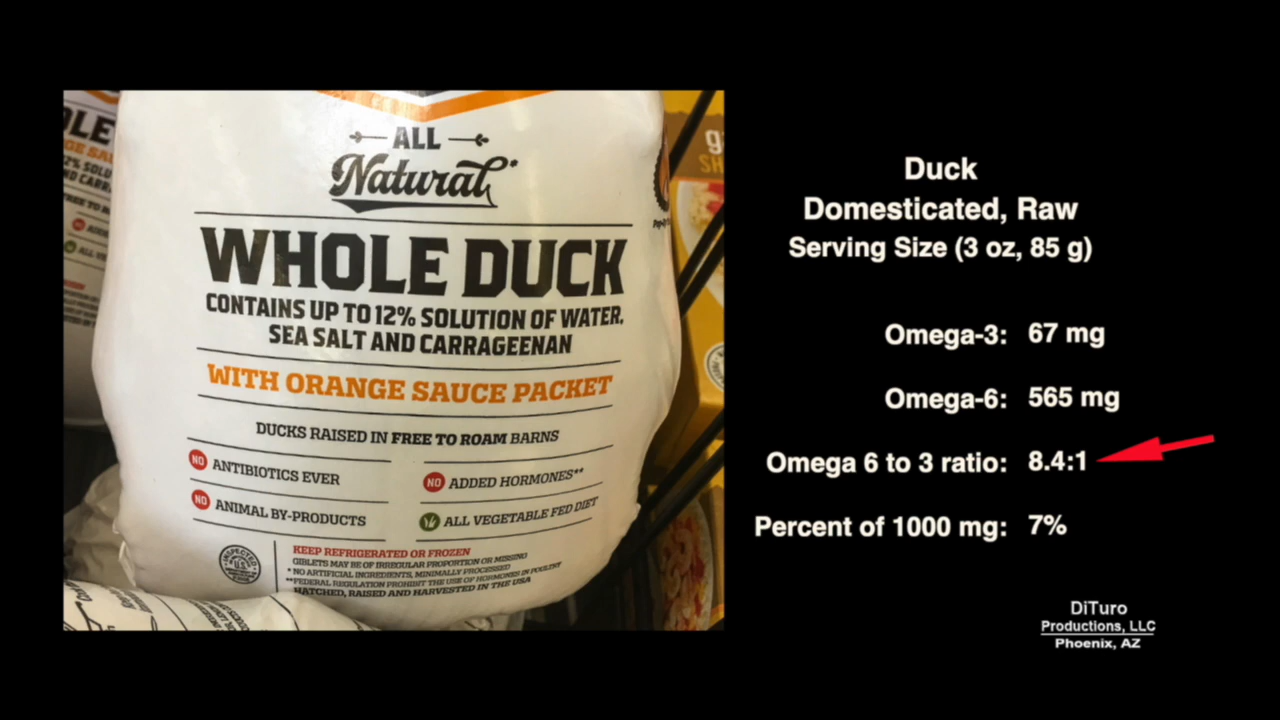 ALL
Natural*
WHOLE DUCK
CONTAINS UP TO 12% SOLUTION OF WATER,
SEA SALT AND CARRAGEENAN
WITH ORANGE SAUCE PACKET
DUCKS RAISED IN FREE TO ROAM BARNS
NO ANTIBIOTICS EVER
NO ADDED HORMONES**
NO ANIMAL BY-PRODUCTS
ALL VEGETABLE FED DIET
INSPECTED
U.S.
KEEP REFRIGERATED OR FROZEN
GIBLETS MAY BE OF IRREGULAR PROPORTION OR MISSING
* NO ARTIFICIAL INGREDIENTS, MINIMALLY PROCESSED
**FEDERAL REGULATION PROHIBIT THE USE OF HORMONES IN POULTRY
HATCHED, RAISED AND HARVESTED IN THE USA
Duck
Domesticated, Raw
Serving Size (3 oz, 85 g)
Omega-3: 67 mg
Omega-6: 565 mg
Omega 6 to 3 ratio: 8.4:1
Percent of 1000 mg: 7%
DiTuro
Productions, LLC
Phoenix, AZ